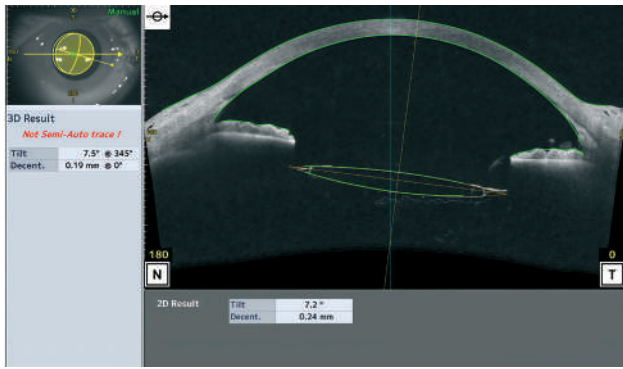 Manual
3D Result
Not Semi-Auto trace !
Tilt 7.5° @ 345°
Decent. 0.19 mm @ 0°
180
0
N
T
2D Result
Tilt 7.2 °
Decent. 0.24 mm